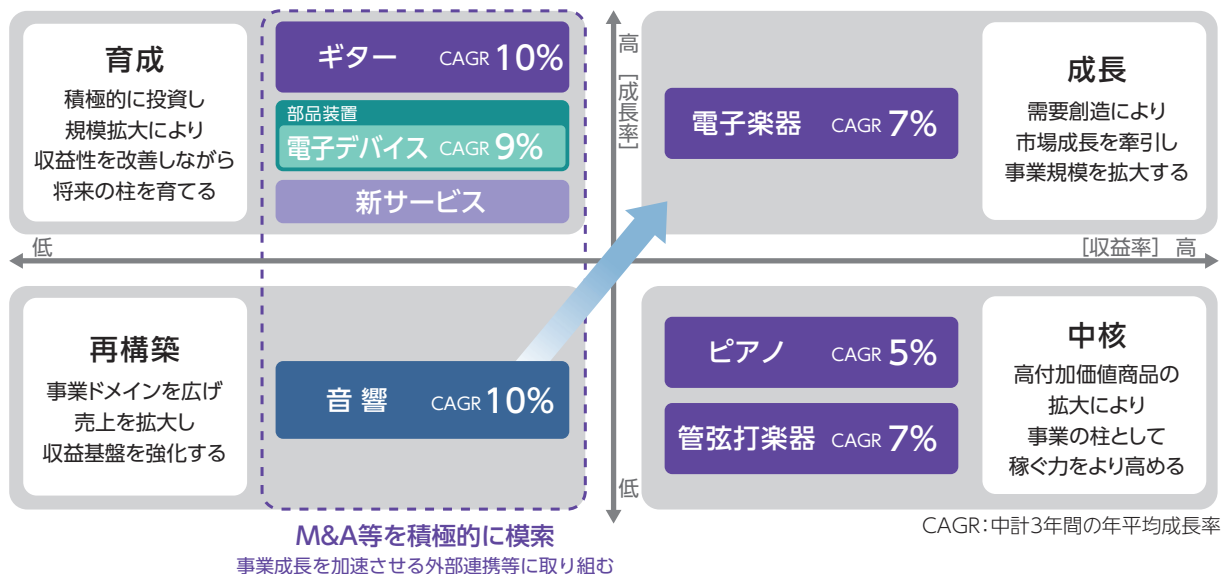 育成
積極的に投資し
規模拡大により
収益性を改善しながら
将来の柱を育てる
ギター CAGR 10%
部品装置
電子デバイス CAGR 9%
新サービス
高
[成長率]
電子楽器 CAGR 7%
成長
需要創造により
市場成長を牽引し
事業規模を拡大する
低
[収益率] 高
再構築
事業ドメインを広げ
売上を拡大し
収益基盤を強化する
音響 CAGR 10%
ピアノ CAGR 5%
管弦打楽器 CAGR 7%
中核
高付加価値商品の
拡大により
事業の柱として
稼ぐ力をより高める
低
M&A等を積極的に模索
事業成長を加速させる外部連携等に取り組む
CAGR：中計3年間の年平均成長率